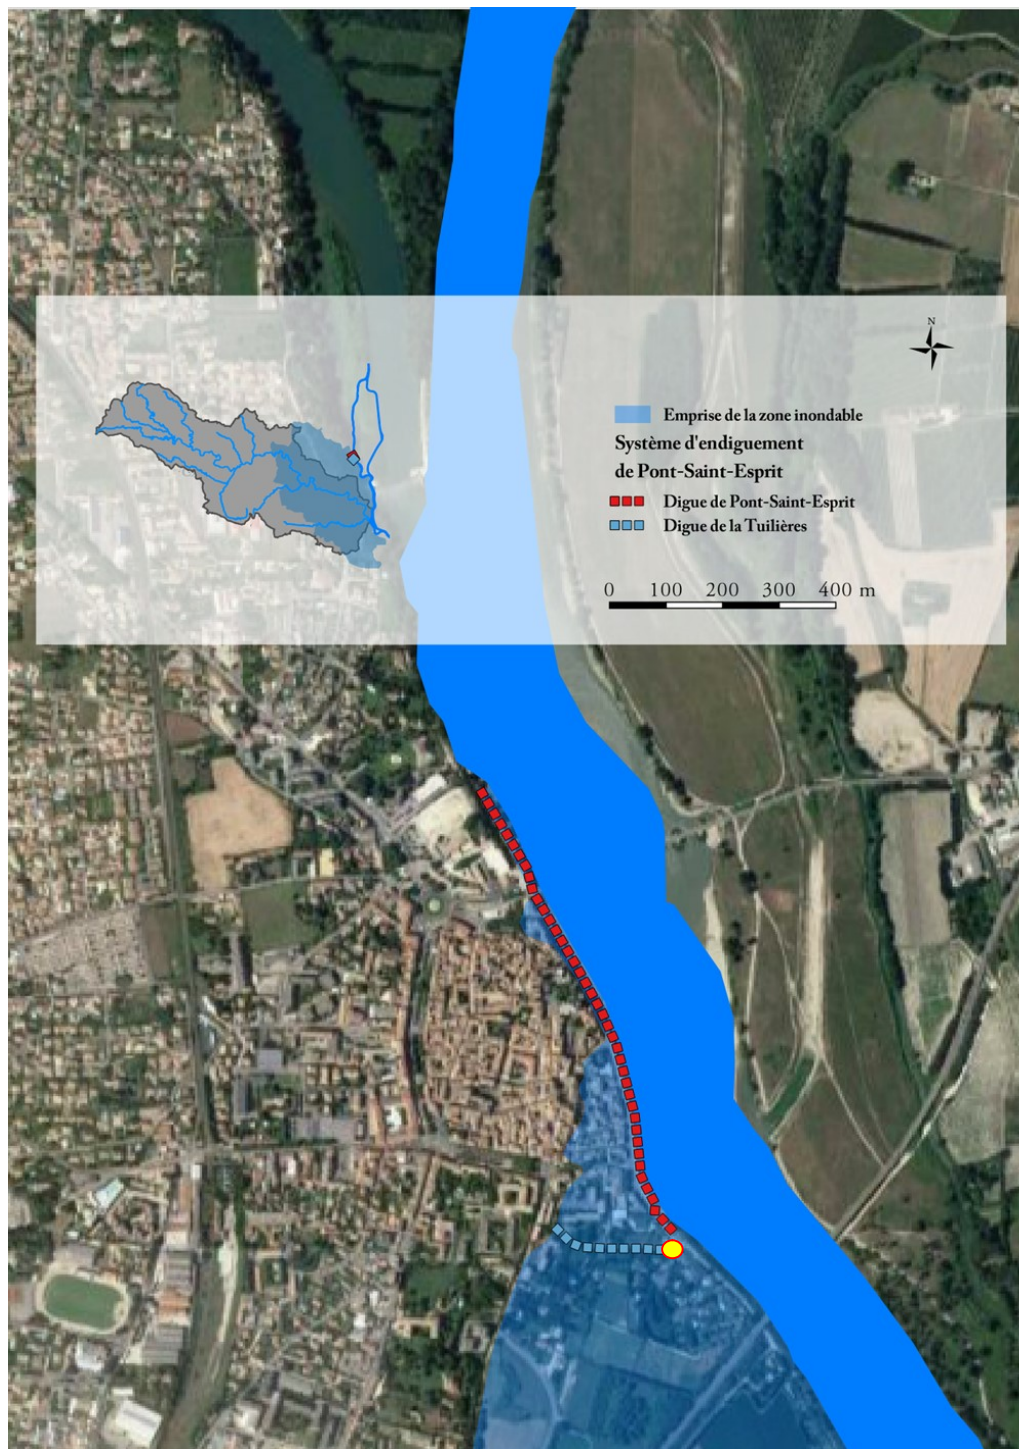 N
Emprise de la zone inondable
Système d'endiguement
de Pont-Saint-Esprit
Digue de Pont-Saint-Esprit
Digue de la Tuilières
0 100 200 300 400 m